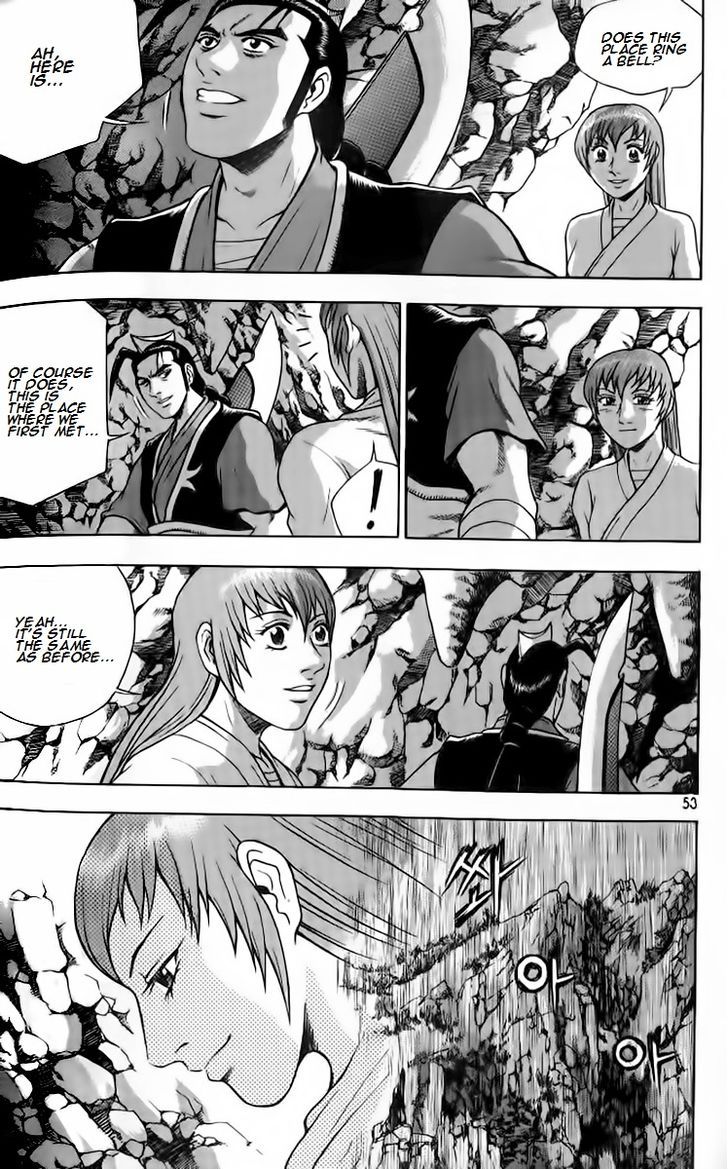 AH,
HERE
IS...
DOES THIS
PLACE RING
A BELL?
OF COURSE
IT DOES,
THIS IS
THE PLACE
WHERE WE
FIRST MET...
!
YEAH...
IT'S STILL
THE SAME
AS BEFORE...
53
쏴
아
아